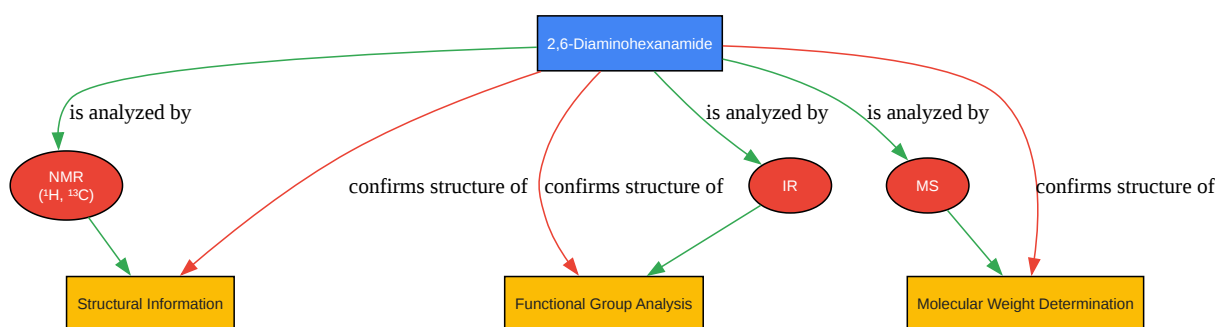 2,6-Diaminohexanamide
is analyzed by
is analyzed by
is analyzed by
NMR
(¹H, ¹³C)
confirms structure of
confirms structure of
IR
MS
confirms structure of
Structural Information
Functional Group Analysis
Molecular Weight Determination